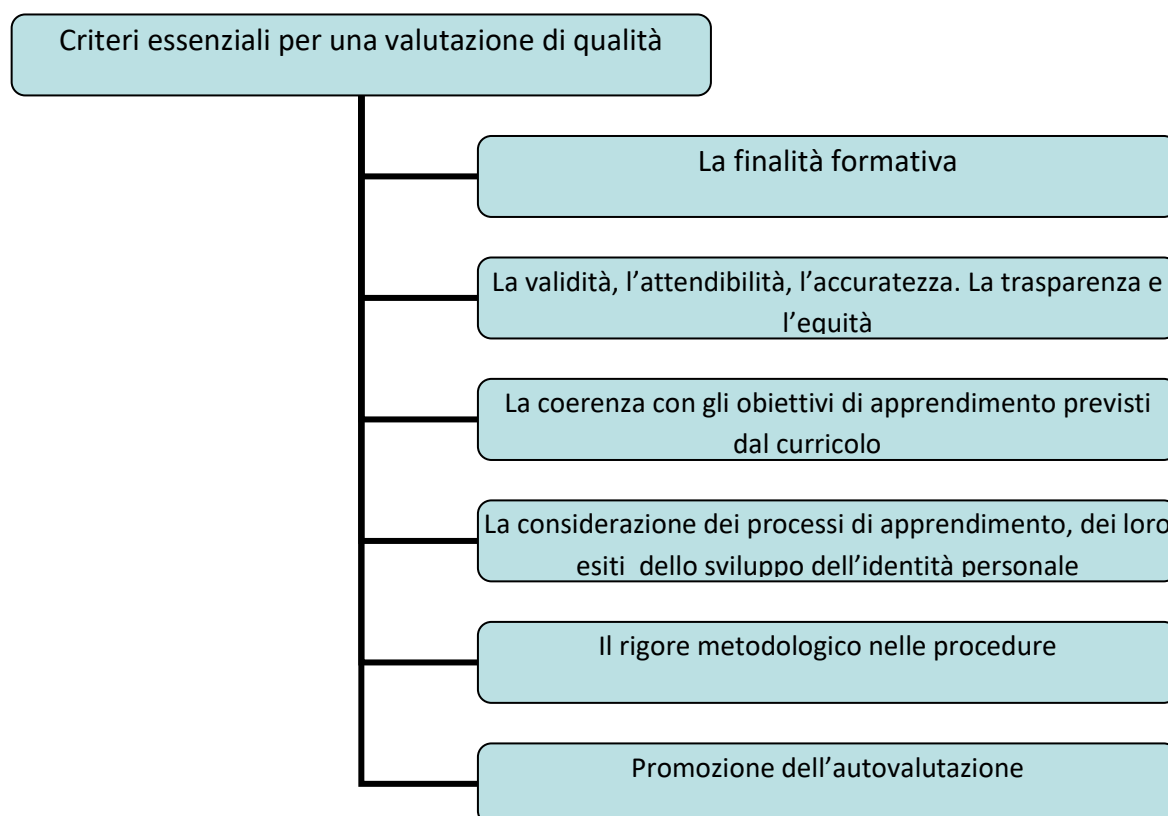 Criteri essenziali per una valutazione di qualità
La finalità formativa
La validità, l’attendibilità, l’accuratezza. La trasparenza e
l’equità
La coerenza con gli obiettivi di apprendimento previsti
dal curricolo
La considerazione dei processi di apprendimento, dei loro
esiti  dello sviluppo dell’identità personale
Il rigore metodologico nelle procedure
Promozione dell’autovalutazione